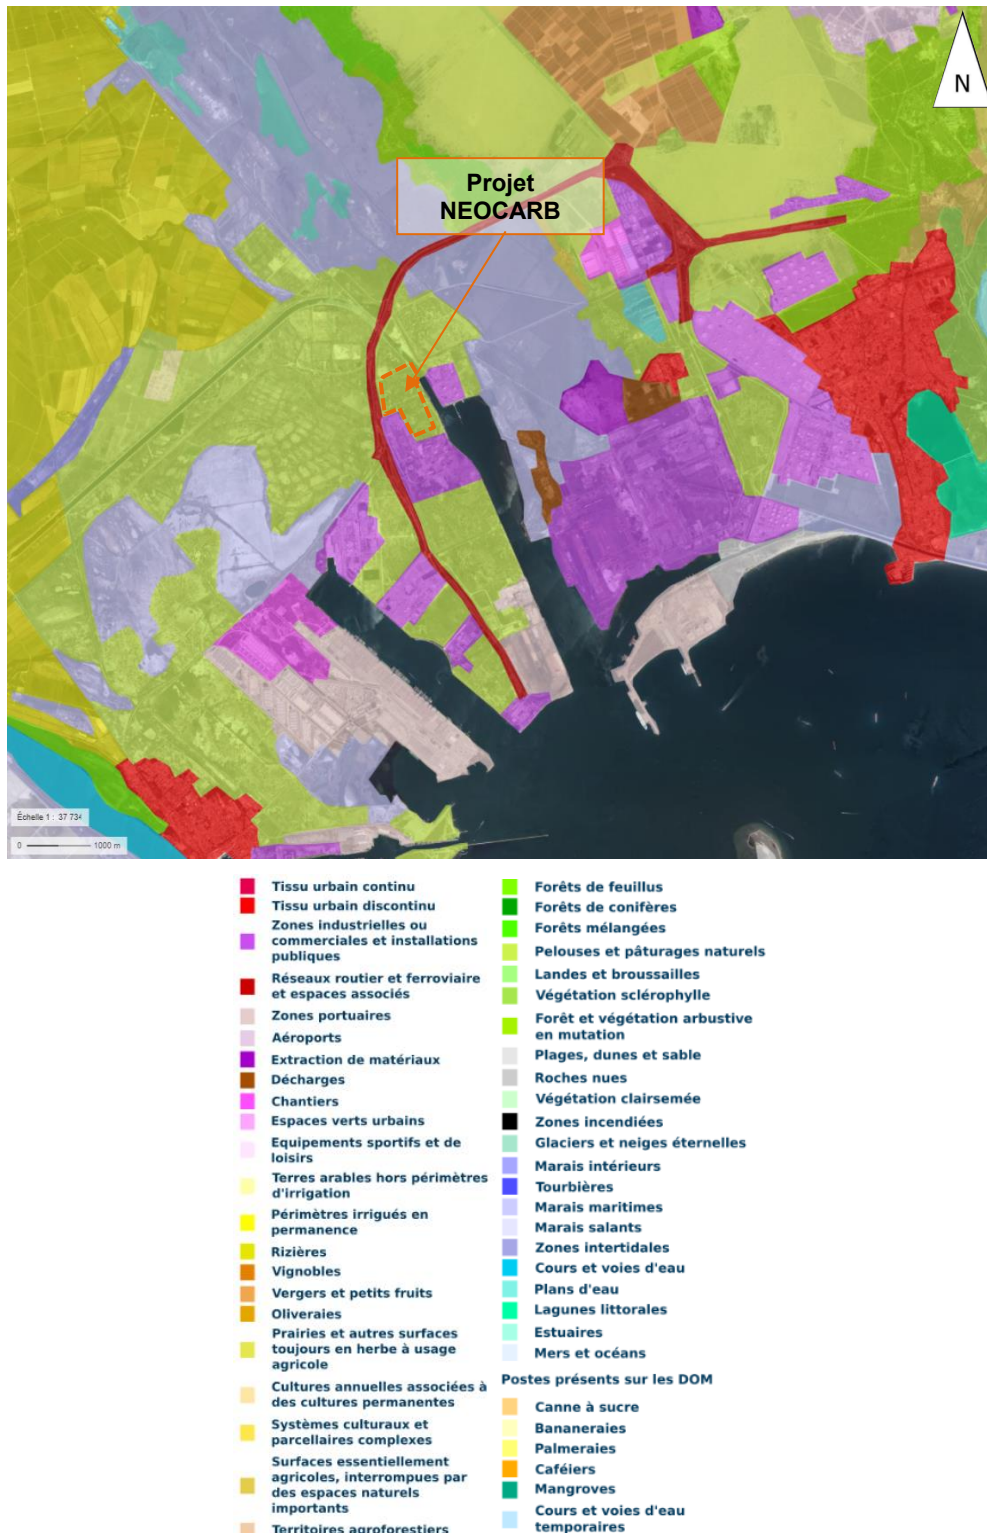 N
Projet
NEOCARB
Échelle 1 : 37 734
0
1000 m
Tissu urbain continu
Tissu urbain discontinu
Zones industrielles ou
commerciales et installations
publiques
Réseaux routier et ferroviaire
et espaces associés
Zones portuaires
Aéroports
Extraction de matériaux
Décharges
Chantiers
Espaces verts urbains
Equipements sportifs et de
loisirs
Terres arables hors périmètres
d'irrigation
Périmètres irrigués en
permanence
Rizières
Vignobles
Vergers et petits fruits
Oliveraies
Prairies et autres surfaces
toujours en herbe à usage
agricole
Cultures annuelles associées à
des cultures permanentes
Systèmes culturaux et
parcellaires complexes
Surfaces essentiellement
agricoles, interrompues par
des espaces naturels
importants
Territoires agroforestiers
Forêts de feuillus
Forêts de conifères
Forêts mélangées
Pelouses et pâturages naturels
Landes et broussailles
Végétation sclérophylle
Forêt et végétation arbustive
en mutation
Plages, dunes et sable
Roches nues
Végétation clairsemée
Zones incendiées
Glaciers et neiges éternelles
Marais intérieurs
Tourbières
Marais maritimes
Marais salants
Zones intertidales
Cours et voies d'eau
Plans d'eau
Lagunes littorales
Estuaires
Mers et océans
Postes présents sur les DOM
Canne à sucre
Bananeraies
Palmeraies
Caféiers
Mangroves
Cours et voies d'eau
temporaires